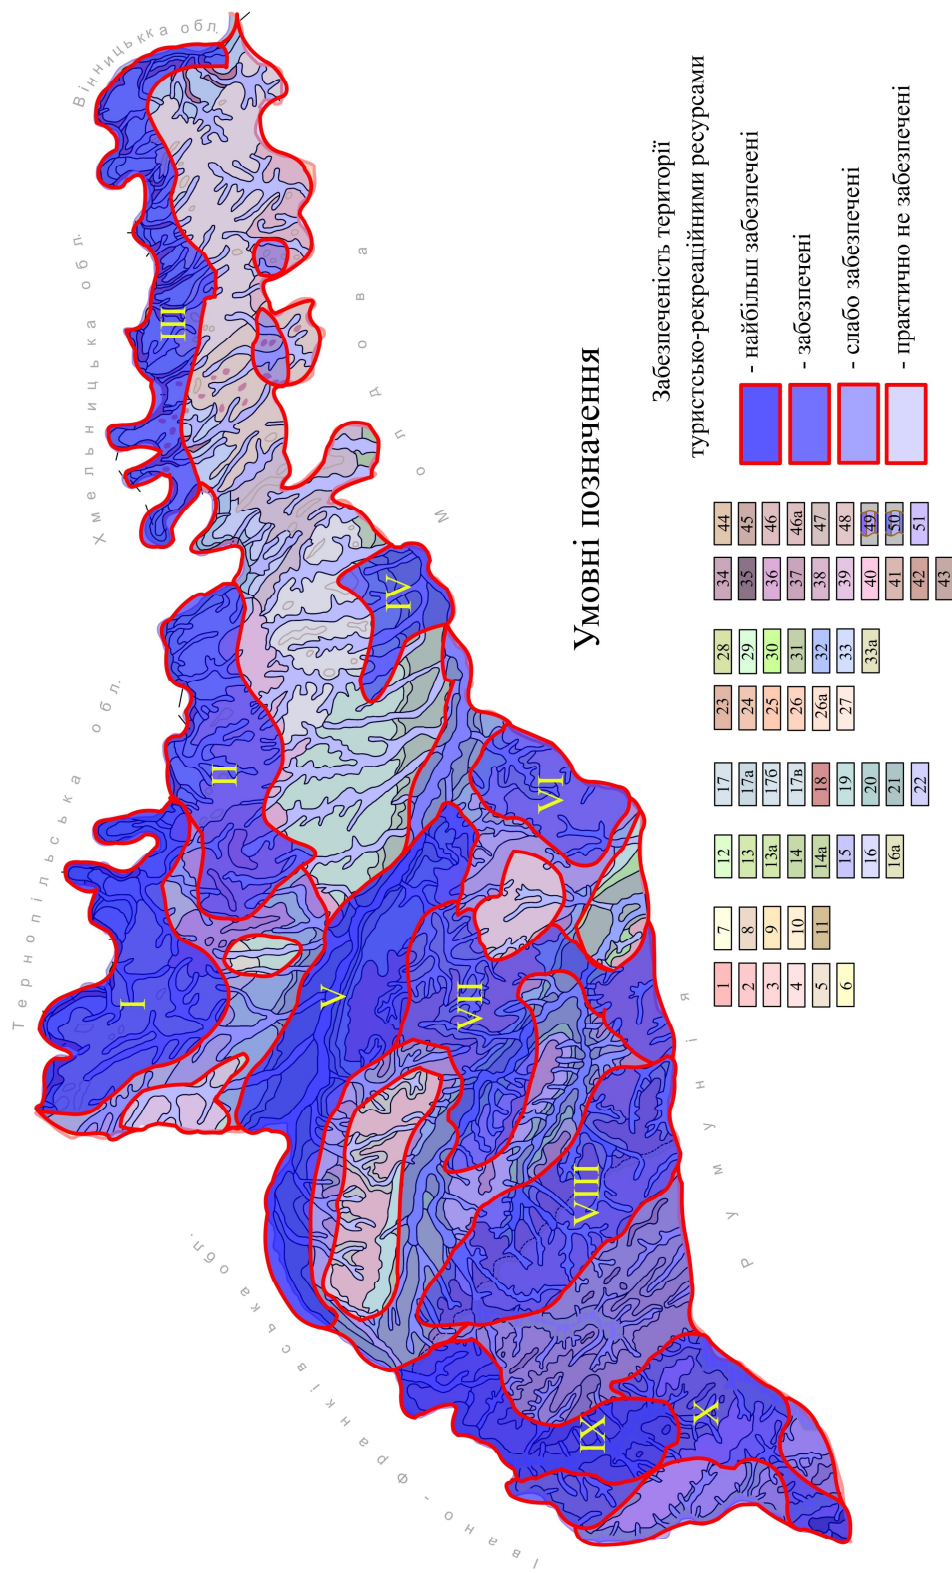 Тернопільська обл.
Хмельницька обл.
Вінницькка обл.
Івано - Франківська обл.
Румунія
Молдова
I
II
III
IV
V
VI
VII
VIII
IX
X
Умовні позначення
1
2
3
4
5
6
7
8
9
10
11
12
13
13а
14
14а
15
16
16а
17
17а
17б
17в
18
19
20
21
22
23
24
25
26
26а
27
28
29
30
31
32
33
33а
34
35
36
37
38
39
40
41
42
43
44
45
46
46а
47
48
49
50
51
Забезпеченість території
туристсько-рекреаційними ресурсами
- найбільш забезпечені
- забезпечені
- слабо забезпечені
- практично не забезпечені